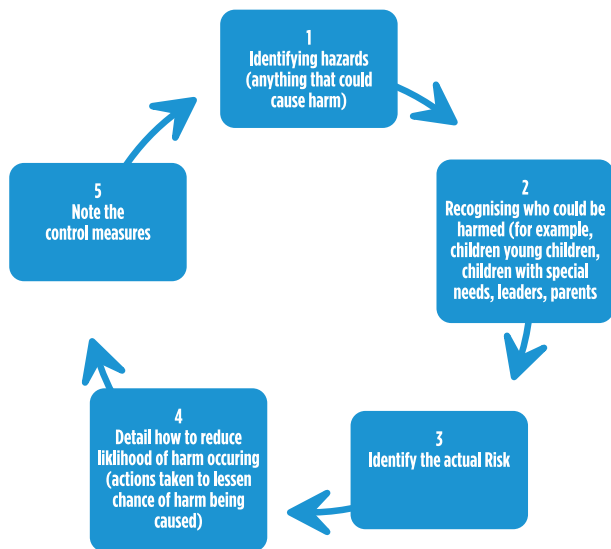 1
Identifying hazards
(anything that could
cause harm)
2
Recognising who could be
harmed (for example,
children young children,
children with special
needs, leaders, parents
3
Identify the actual Risk
4
Detail how to reduce
liklihood of harm occuring
(actions taken to lessen
chance of harm being
caused)
5
Note the
control measures